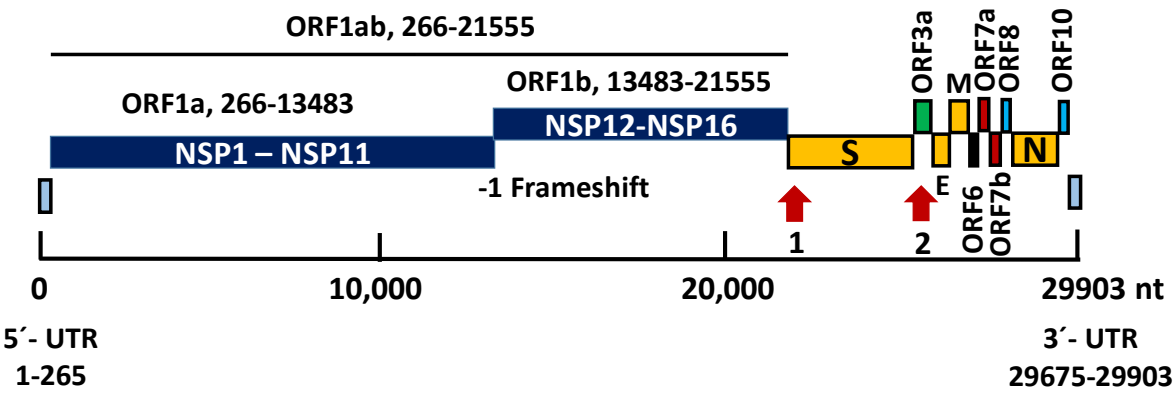 ORF1ab, 266-21555
ORF1a, 266-13483
ORF1b, 13483-21555
NSP1 – NSP11
NSP12-NSP16
-1 Frameshift
S
ORF3a
E
M
ORF6
ORF7a
ORF7b
ORF8
N
ORF10
1
2
0
10,000
20,000
29903 nt
5´- UTR
1-265
3´- UTR
29675-29903